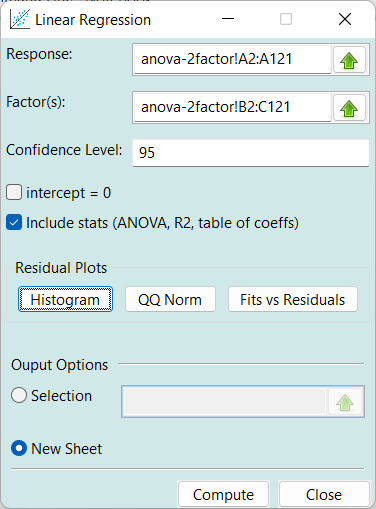 Linear Regression
Response: anova-2factor!A2:A121
Factor(s): anova-2factor!B2:C121
Confidence Level: 95
intercept = 0
Include stats (ANOVA, R2, table of coeffs)
Residual Plots
Histogram QQ Norm Fits vs Residuals
Ouput Options
Selection
New Sheet
Compute Close